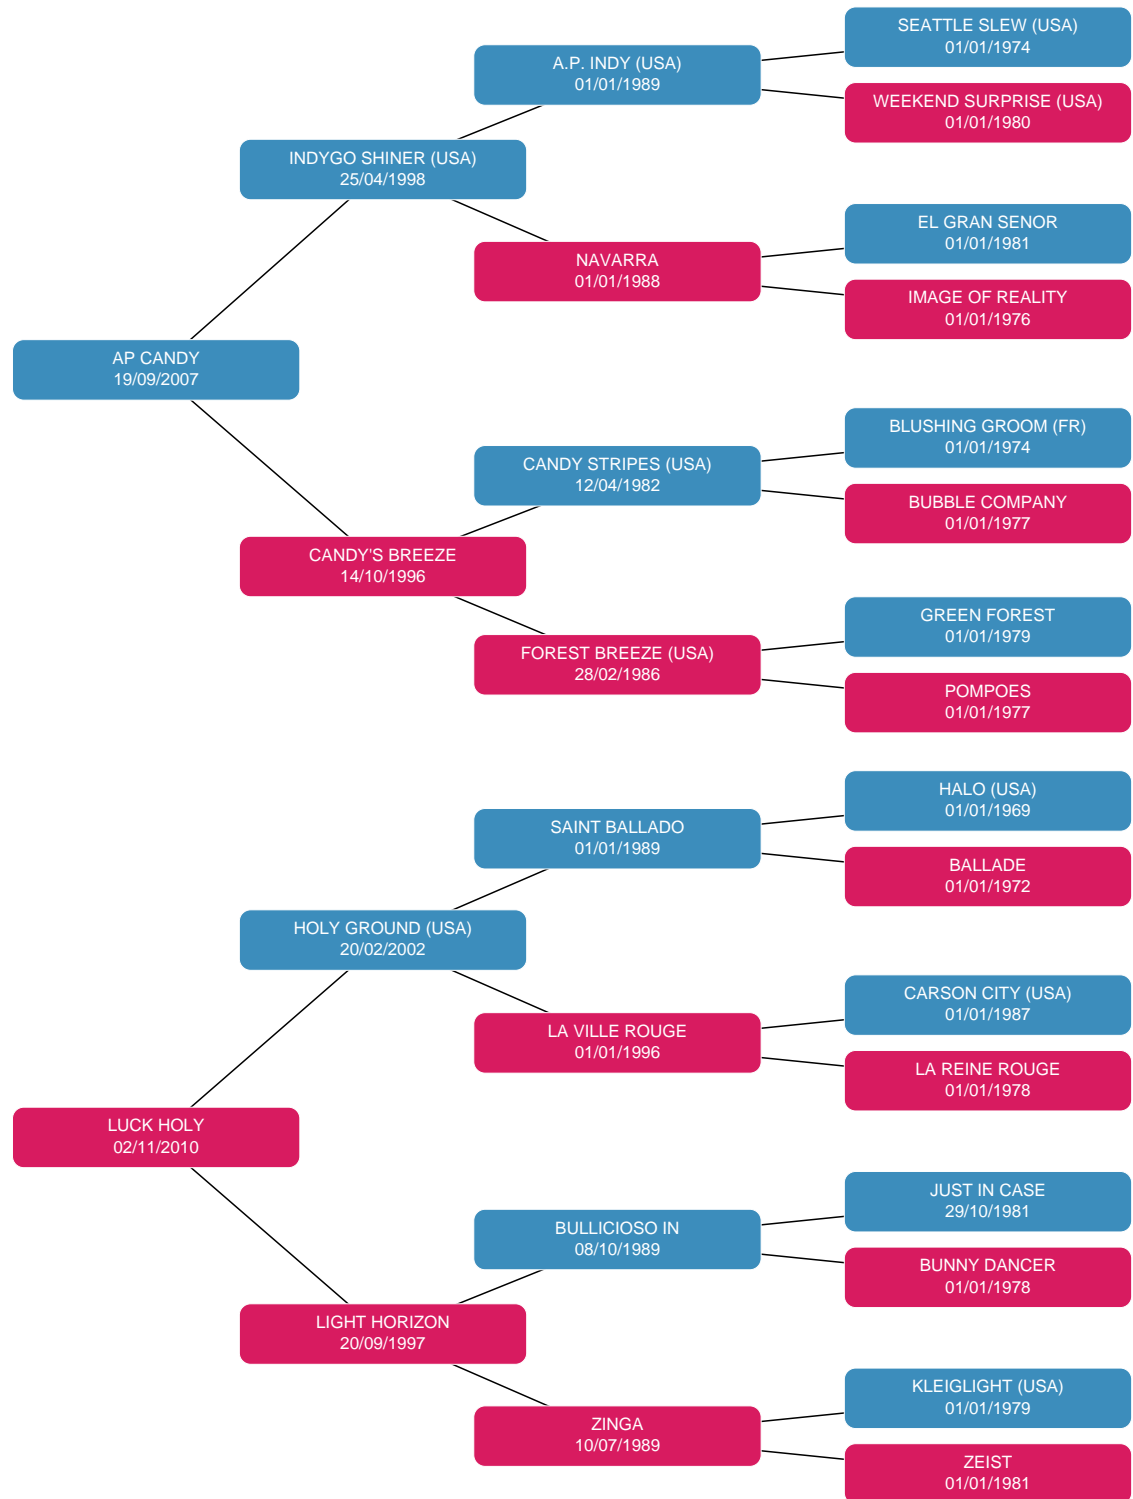 SEATTLE SLEW (USA)
01/01/1974
A.P. INDY (USA)
01/01/1989
WEEKEND SURPRISE (USA)
01/01/1980
INDYGO SHINER (USA)
25/04/1998
EL GRAN SENOR
01/01/1981
NAVARRA
01/01/1988
IMAGE OF REALITY
01/01/1976
AP CANDY
19/09/2007
BLUSHING GROOM (FR)
01/01/1974
CANDY STRIPES (USA)
12/04/1982
BUBBLE COMPANY
01/01/1977
CANDY'S BREEZE
14/10/1996
GREEN FOREST
01/01/1979
FOREST BREEZE (USA)
28/02/1986
POMPOES
01/01/1977
HALO (USA)
01/01/1969
SAINT BALLADO
01/01/1989
BALLADE
01/01/1972
HOLY GROUND (USA)
20/02/2002
CARSON CITY (USA)
01/01/1987
LA VILLE ROUGE
01/01/1996
LA REINE ROUGE
01/01/1978
LUCK HOLY
02/11/2010
JUST IN CASE
29/10/1981
BULLICIOSO IN
08/10/1989
BUNNY DANCER
01/01/1978
LIGHT HORIZON
20/09/1997
KLEIGLIGHT (USA)
01/01/1979
ZINGA
10/07/1989
ZEIST
01/01/1981